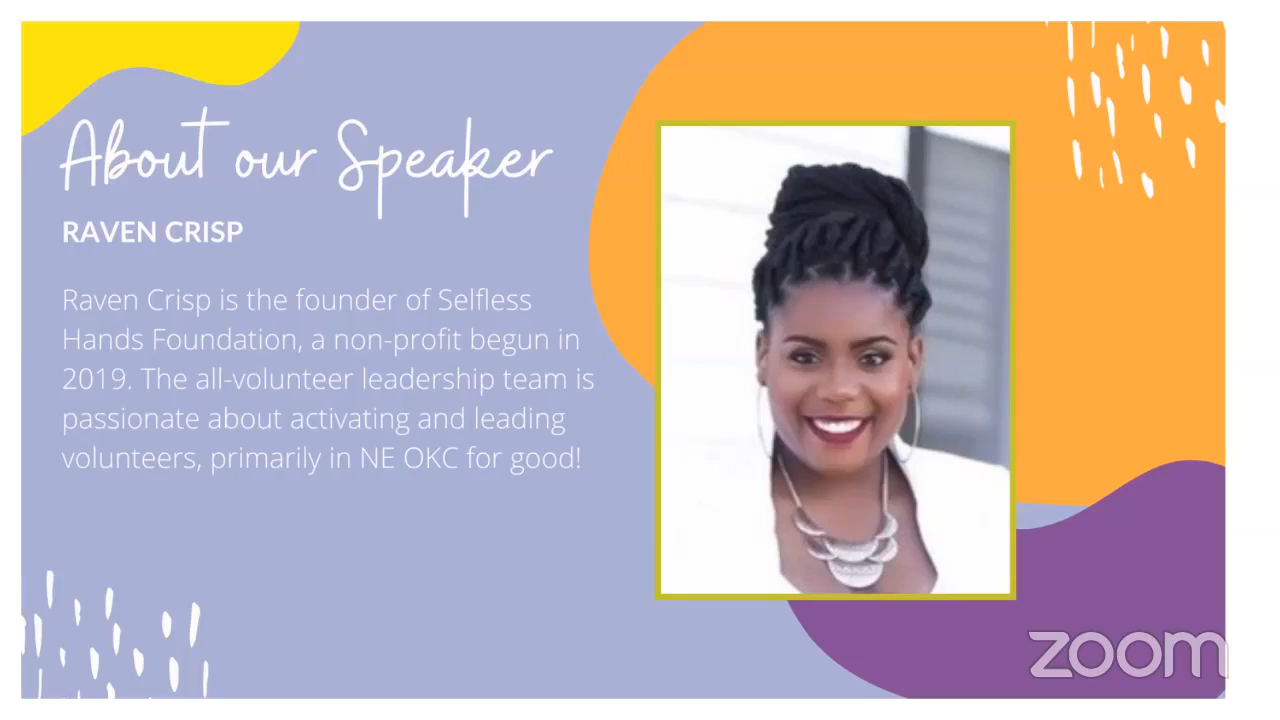 About our Speaker
RAVEN CRISP
Raven Crisp is the founder of Selfless
Hands Foundation, a non-profit begun in
2019. The all-volunteer leadership team is
passionate about activating and leading
volunteers, primarily in NE OKC for good!
zoom